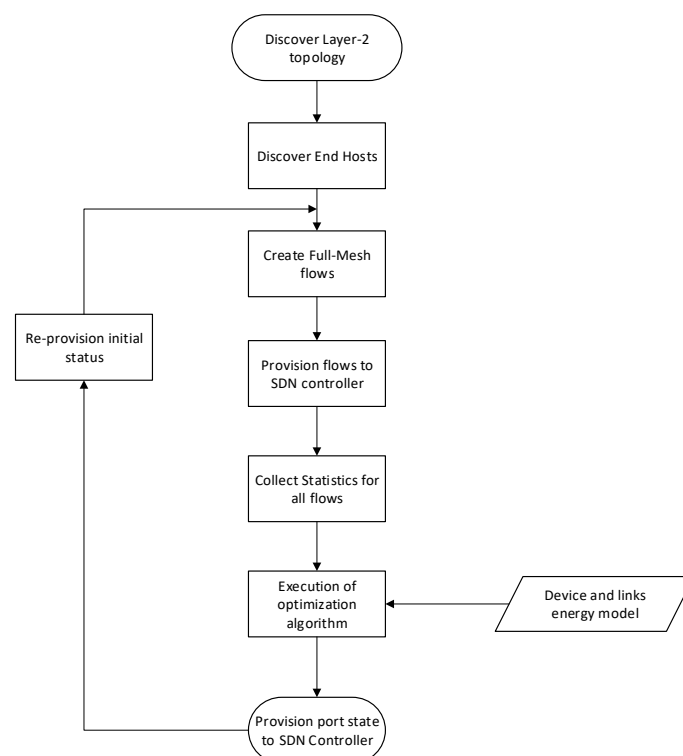 Discover Layer-2
topology
Discover End Hosts
Create Full-Mesh
flows
Re-provision initial
status
Provision flows to
SDN controller
Collect Statistics for
all flows
Execution of
optimization
algorithm
Device and links
energy model
Provision port state
to SDN Controller